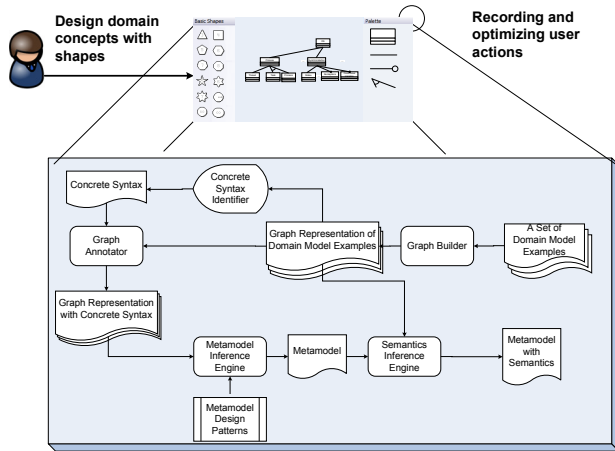 Design domain
concepts with
shapes
Basic Shapes
Palette
Recording and
optimizing user
actions
Concrete Syntax
Concrete
Syntax
Identifier
Graph
Annotator
Graph Representation of
Domain Model Examples
Graph Builder
A Set of
Domain Model
Examples
Graph Representation
with Concrete Syntax
Metamodel
Inference
Engine
Metamodel
Semantics
Inference
Engine
Metamodel
with
Semantics
Metamodel
Design
Patterns